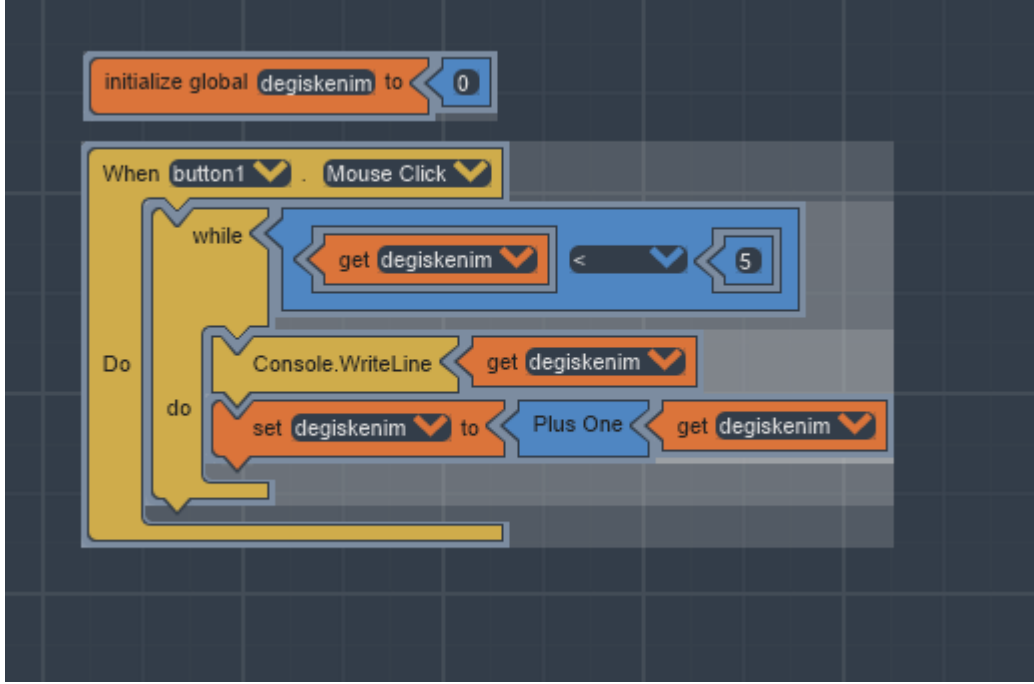 initialize global degiskenim to 0
When button1 . Mouse Click
while get degiskenim < 5
Do
Console.WriteLine get degiskenim
do
set degiskenim to Plus One get degiskenim